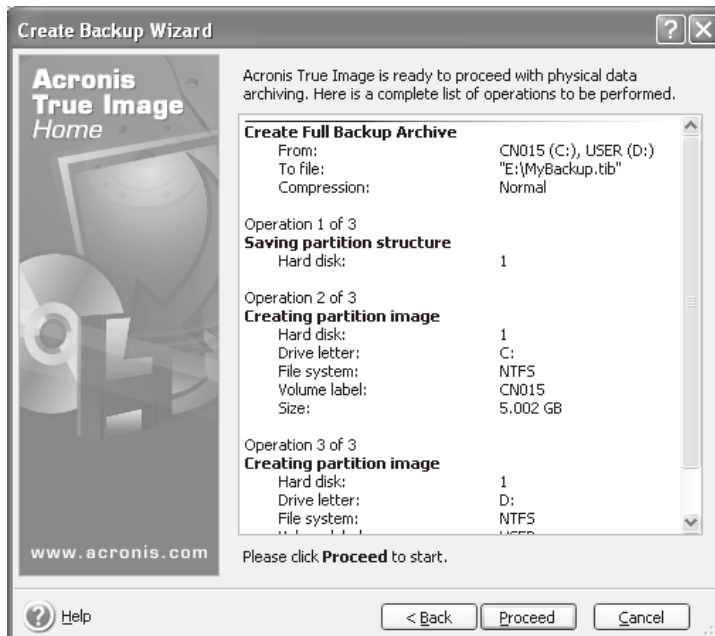 Create Backup Wizard
Acronis
True Image
Home
www.acronis.com
Acronis True Image is ready to proceed with physical data
archiving. Here is a complete list of operations to be performed.
Create Full Backup Archive
From: CN015 (C:), USER (D:)
To file: "E:\MyBackup.tib"
Compression: Normal
Operation 1 of 3
Saving partition structure
Hard disk: 1
Operation 2 of 3
Creating partition image
Hard disk: 1
Drive letter: C:
File system: NTFS
Volume label: CN015
Size: 5.002 GB
Operation 3 of 3
Creating partition image
Hard disk: 1
Drive letter: D:
File system: NTFS
Please click Proceed to start.
Help
< Back
Proceed
Cancel